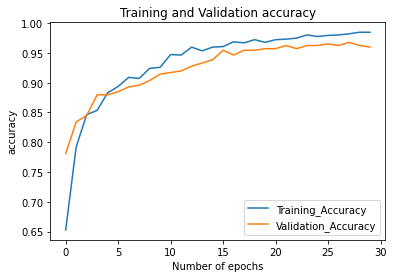 Training and Validation accuracy
accuracy
1.00
0.95
0.90
0.85
0.80
0.75
0.70
0.65
Training_Accuracy
Validation_Accuracy
0 5 10 15 20 25 30
Number of epochs